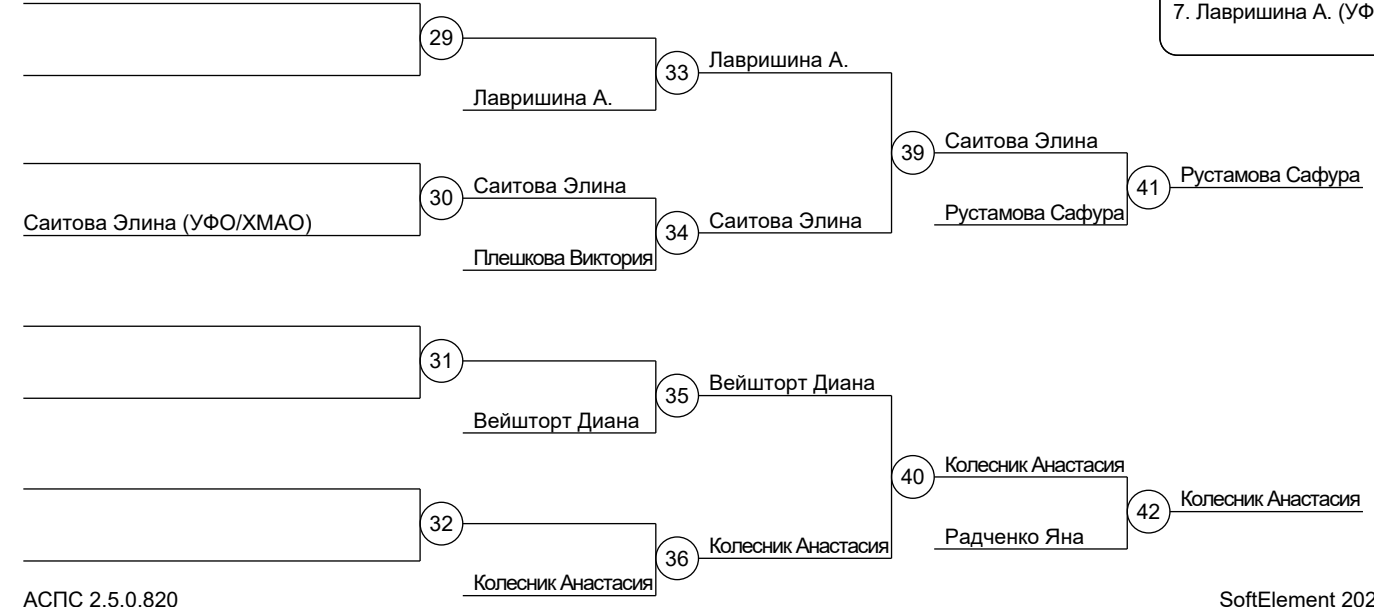 7. Лавришина А. (УФ
29
Лавришина А.
33
Лавришина А.
39
Саитова Элина
41
Рустамова Сафура
Саитова Элина (УФО/ХМАО)
30
Саитова Элина
34
Саитова Элина
Рустамова Сафура
Плешкова Виктория
31
Вейшторт Диана
35
Вейшторт Диана
40
Колесник Анастасия
42
Колесник Анастасия
Радченко Яна
32
Колесник Анастасия
36
Колесник Анастасия
АСПС 2.5.0.820
SoftElement 202